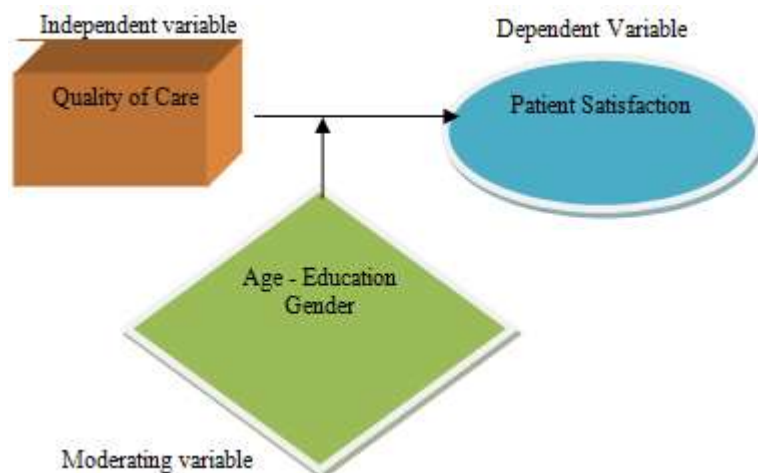 Independent variable
Dependent Variable
Quality of Care
Patient Satisfaction
Age - Education
Gender
Moderating variable